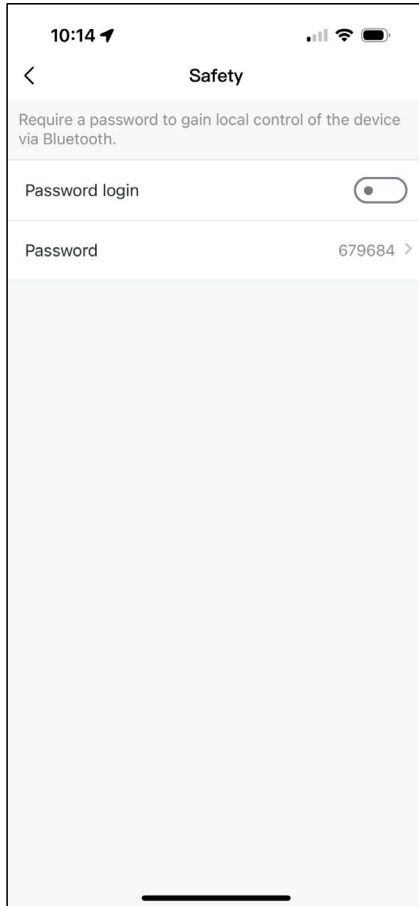 10:14
Safety
Require a password to gain local control of the device
via Bluetooth.
Password login
Password 679684